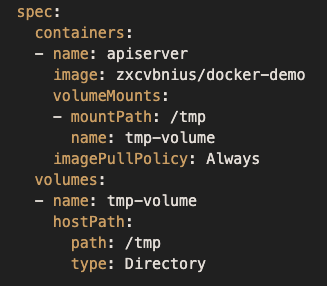 spec:
  containers:
  - name: apiserver
    image: zxcvbnius/docker-demo
    volumeMounts:
    - mountPath: /tmp
      name: tmp-volume
    imagePullPolicy: Always
  volumes:
  - name: tmp-volume
    hostPath:
      path: /tmp
      type: Directory